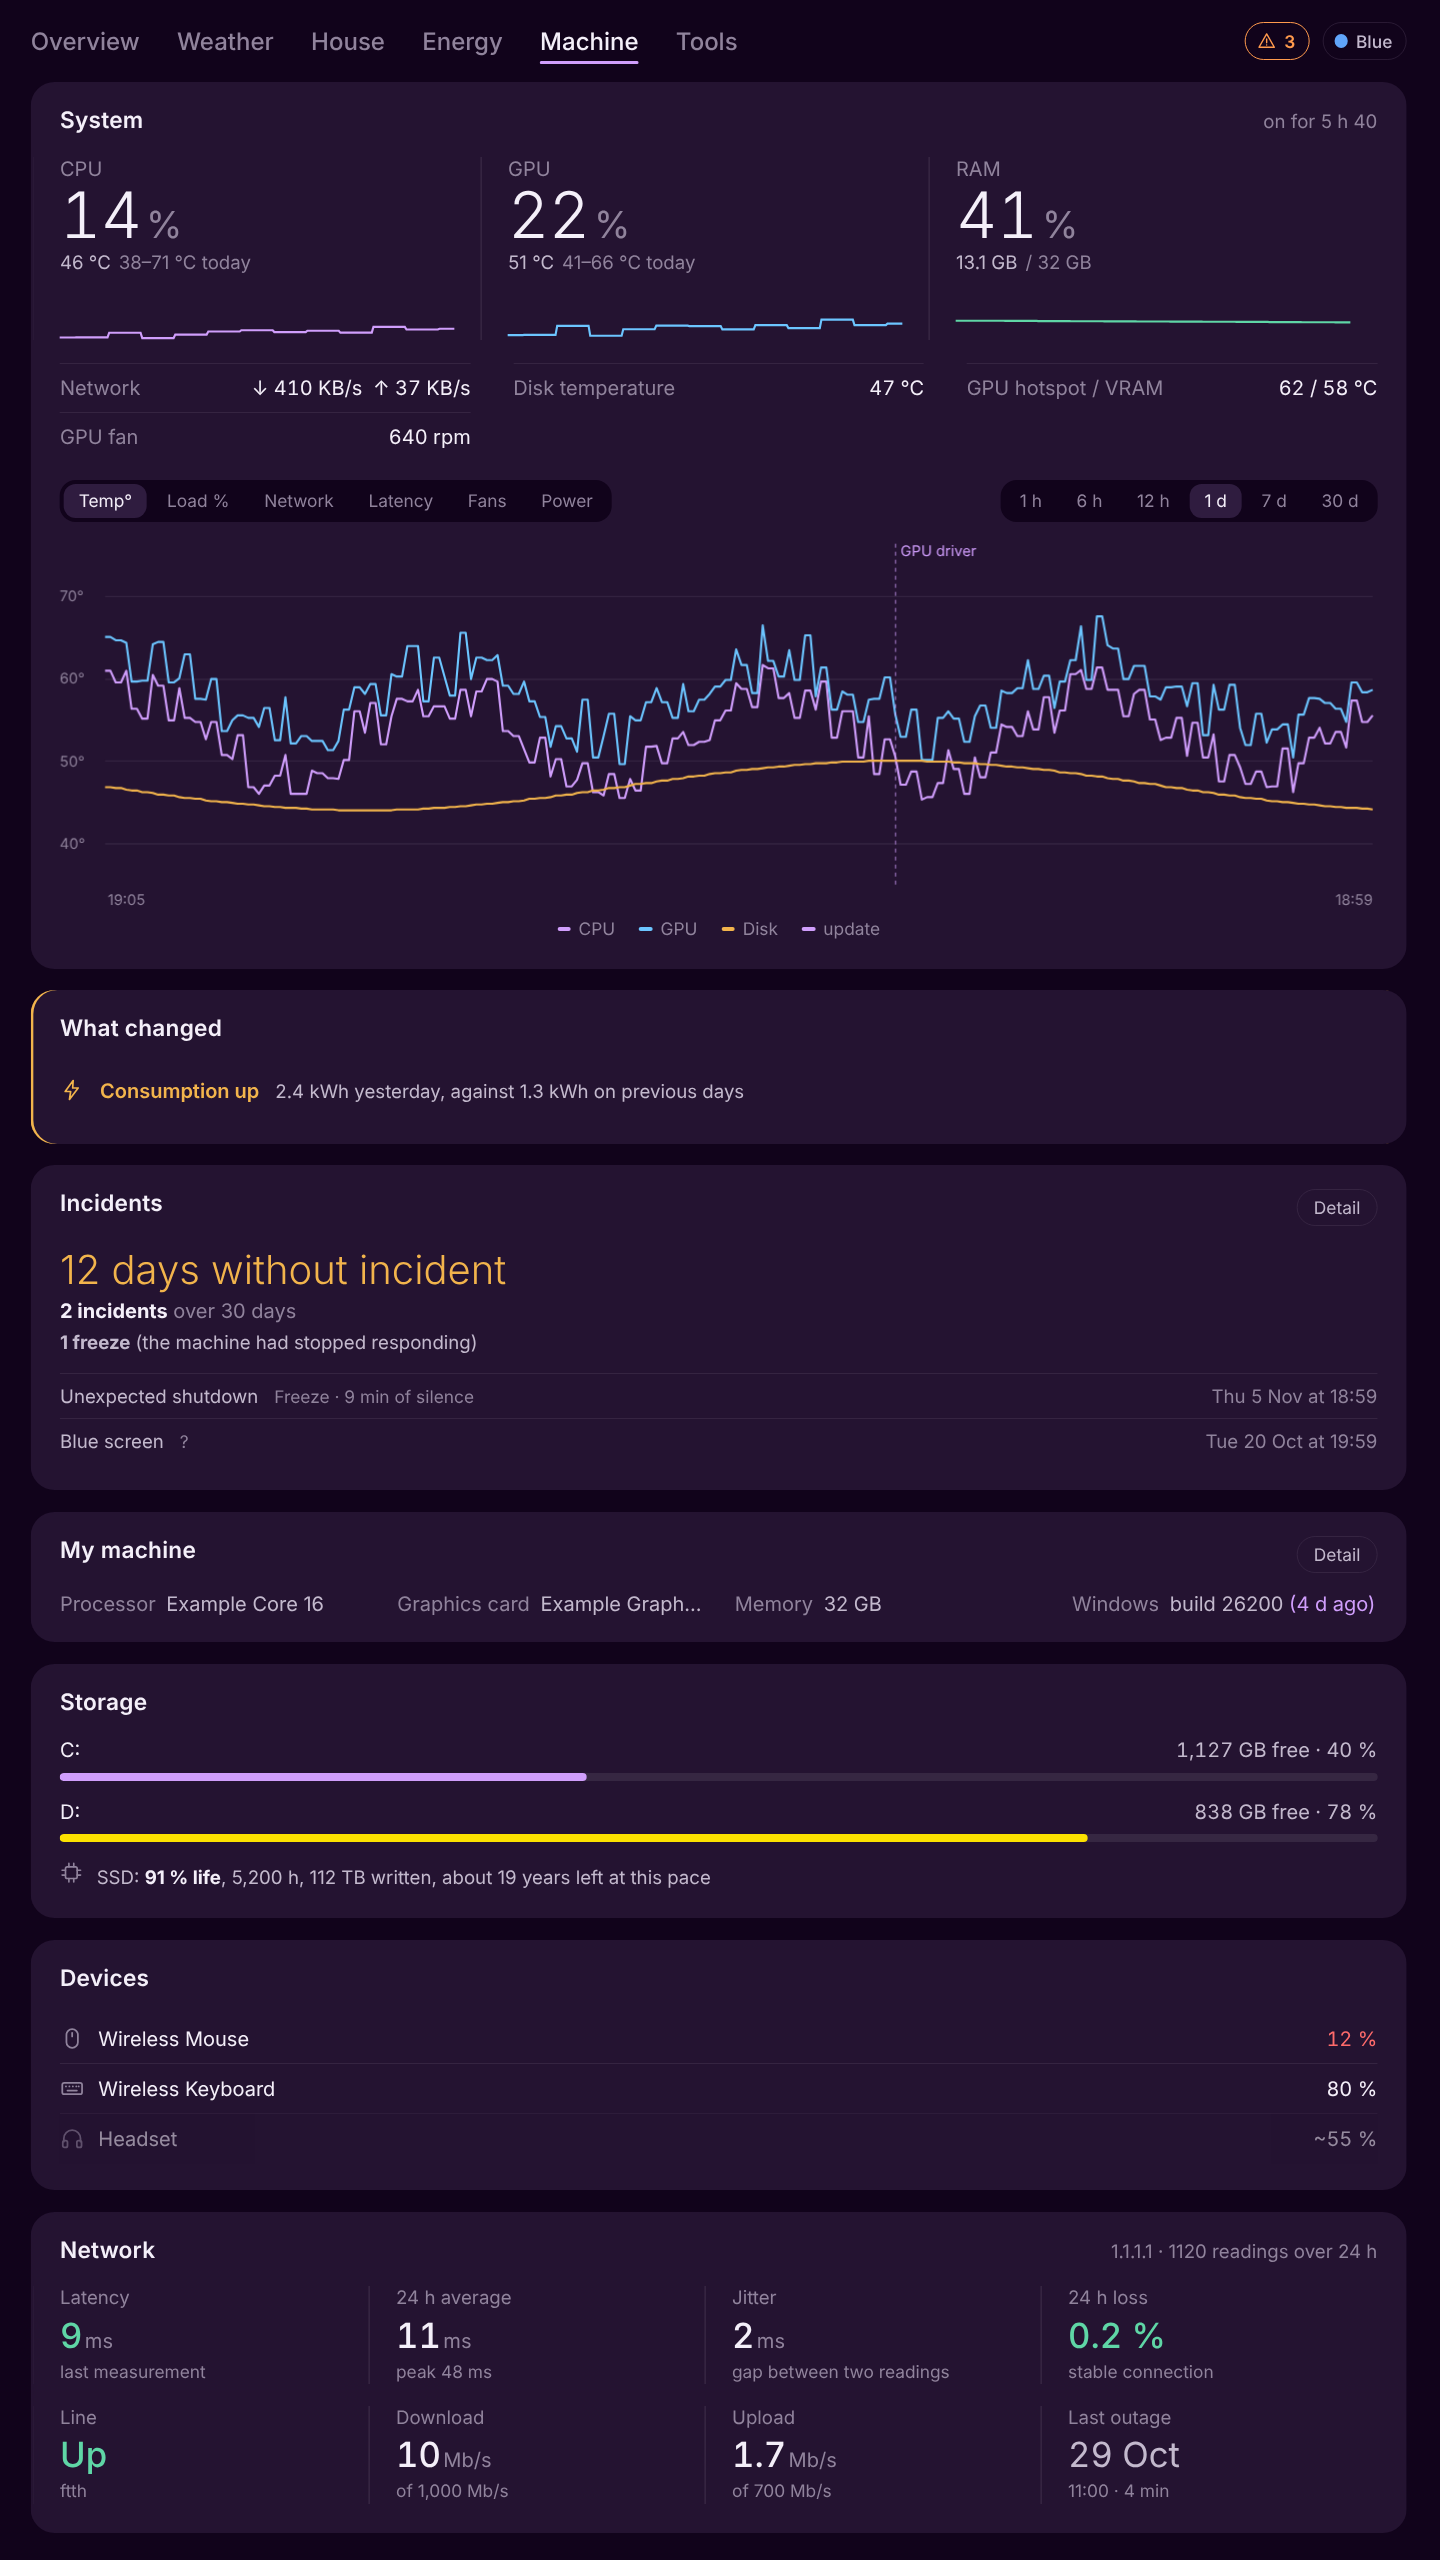 Overview Weather House Energy Machine Tools 3 Blue
System on for 5 h 40
CPU GPU RAM
14 % 22 % 41 %
46 °C 38–71 °C today 51 °C 41–66 °C today 13.1 GB / 32 GB
Network ↓ 410 KB/s ↑ 37 KB/s Disk temperature 47 °C GPU hotspot / VRAM 62 / 58 °C
GPU fan 640 rpm
Temp° Load % Network Latency Fans Power 1 h 6 h 12 h 1 d 7 d 30 d
GPU driver
70°
60°
50°
40°
19:05 18:59
CPU GPU Disk update
What changed
Consumption up 2.4 kWh yesterday, against 1.3 kWh on previous days
Incidents Detail
12 days without incident
2 incidents over 30 days
1 freeze (the machine had stopped responding)
Unexpected shutdown Freeze · 9 min of silence Thu 5 Nov at 18:59
Blue screen ? Tue 20 Oct at 19:59
My machine Detail
Processor Example Core 16 Graphics card Example Graph... Memory 32 GB Windows build 26200 (4 d ago)
Storage
C: 1,127 GB free · 40 %
D: 838 GB free · 78 %
SSD: 91 % life, 5,200 h, 112 TB written, about 19 years left at this pace
Devices
Wireless Mouse 12 %
Wireless Keyboard 80 %
Headset ~55 %
Network 1.1.1.1 · 1120 readings over 24 h
Latency 24 h average Jitter 24 h loss
9 ms 11 ms 2 ms 0.2 %
last measurement peak 48 ms gap between two readings stable connection
Line Download Upload Last outage
Up 10 Mb/s 1.7 Mb/s 29 Oct
ftth of 1,000 Mb/s of 700 Mb/s 11:00 · 4 min